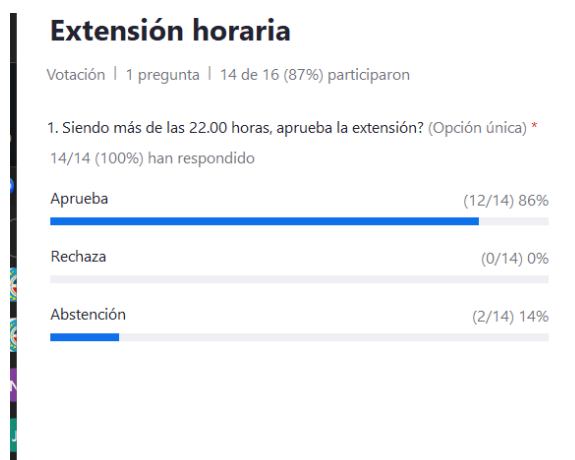 Extensión horaria
Votación | 1 pregunta | 14 de 16 (87%) participaron
1. Siendo más de las 22.00 horas, aprueba la extensión? (Opción única) *
14/14 (100%) han respondido
Aprueba (12/14) 86%
Rechaza (0/14) 0%
Abstención (2/14) 14%